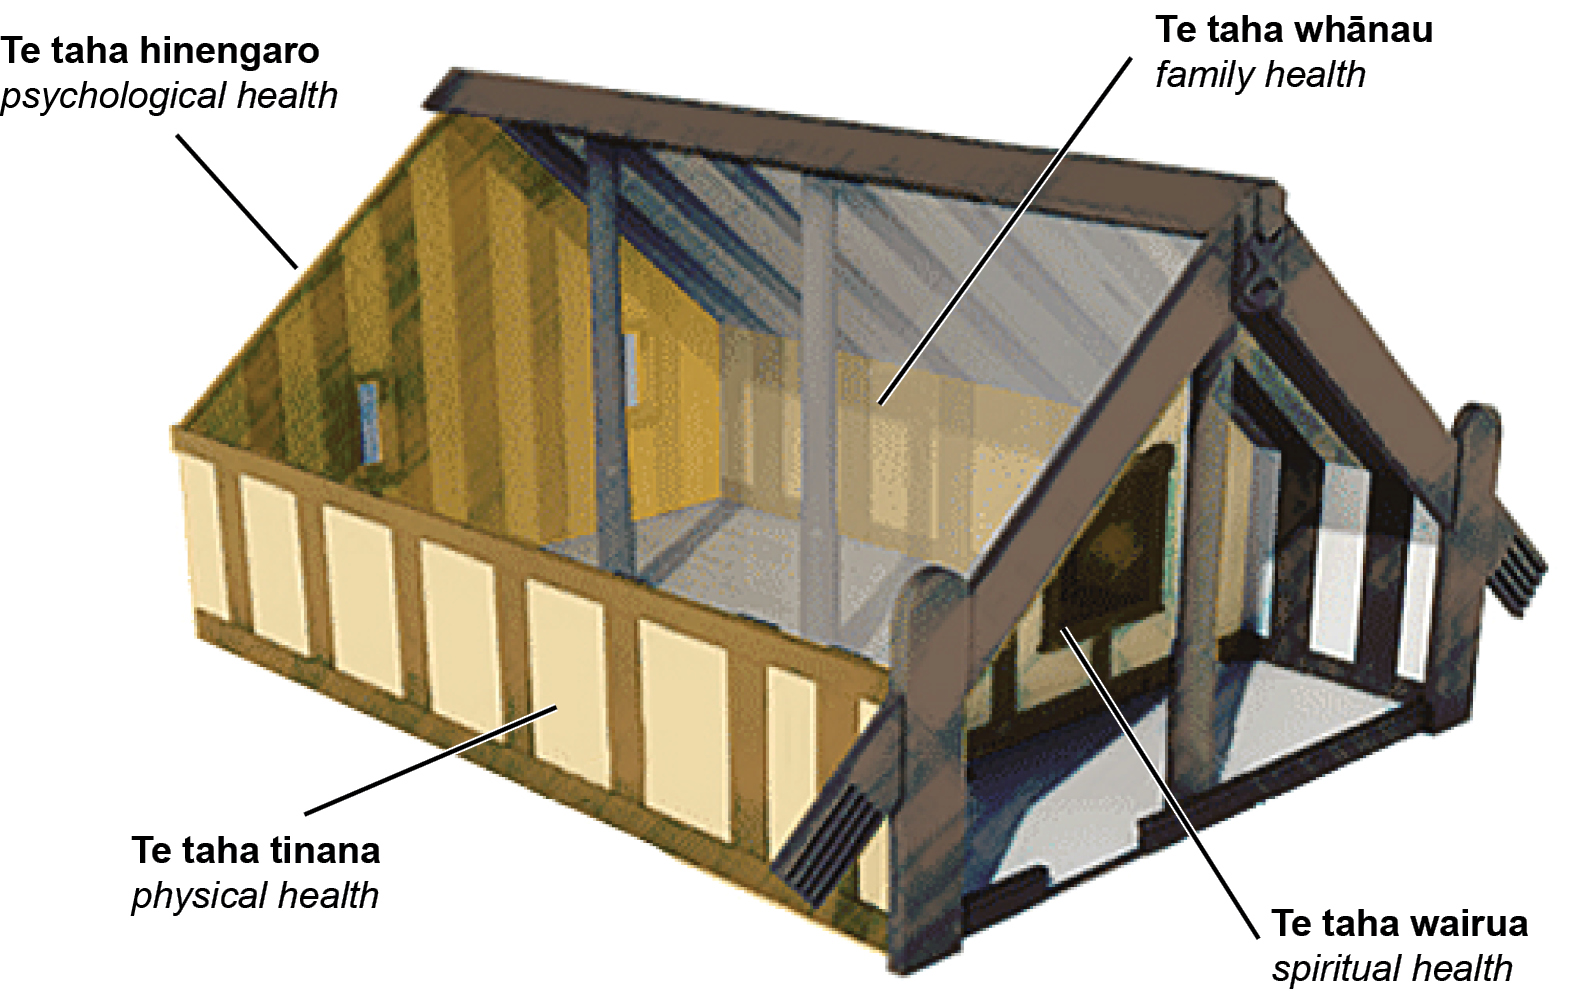 Te taha hinengaro
psychological health
Te taha whānau
family health
Te taha tinana
physical health
Te taha wairua
spiritual health